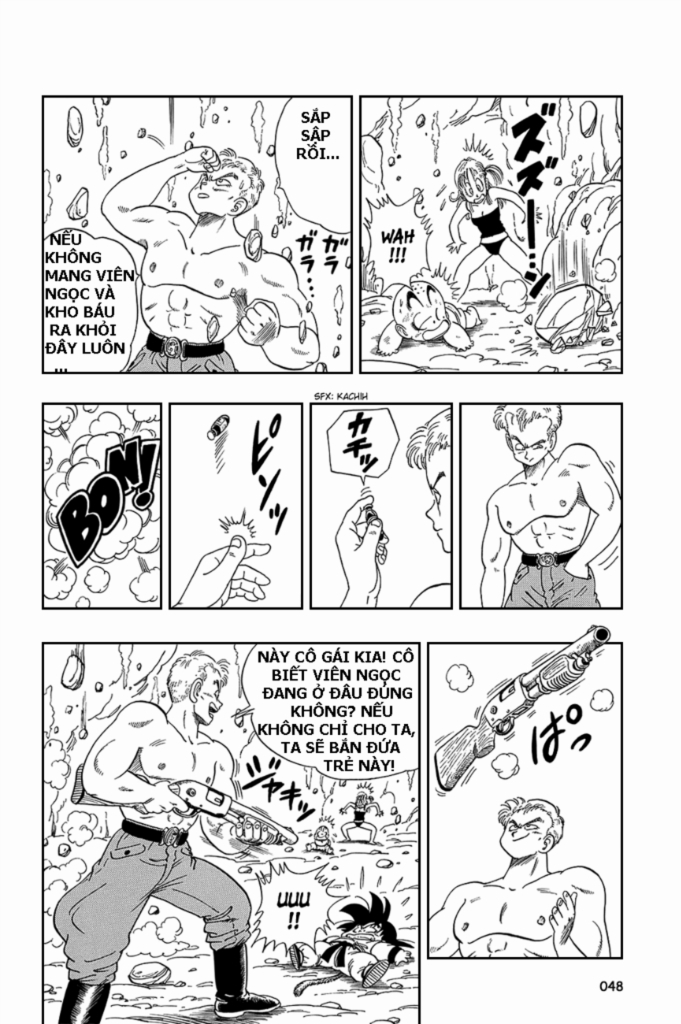 ズズー…ン
WAH
!!!
SẮP
SẬP
RỒI...
ガラ
ガラ…
NẾU
KHÔNG
MANG VIÊN
NGỌC VÀ
KHO BÁU
RA KHỎI
ĐÂY LUÔN
...
SFX: KACHIH
カチッ
ピンッ
BON!
ぱっ
NÀY CÔ GÁI KIA! CÔ
BIẾT VIÊN NGỌC
ĐANG Ở ĐÂU ĐÚNG
KHÔNG? NẾU
KHÔNG CHỈ CHO TA,
TA SẼ BẮN ĐỨA
TRẺ NÀY!
ジャキッ
UUU
!!
048